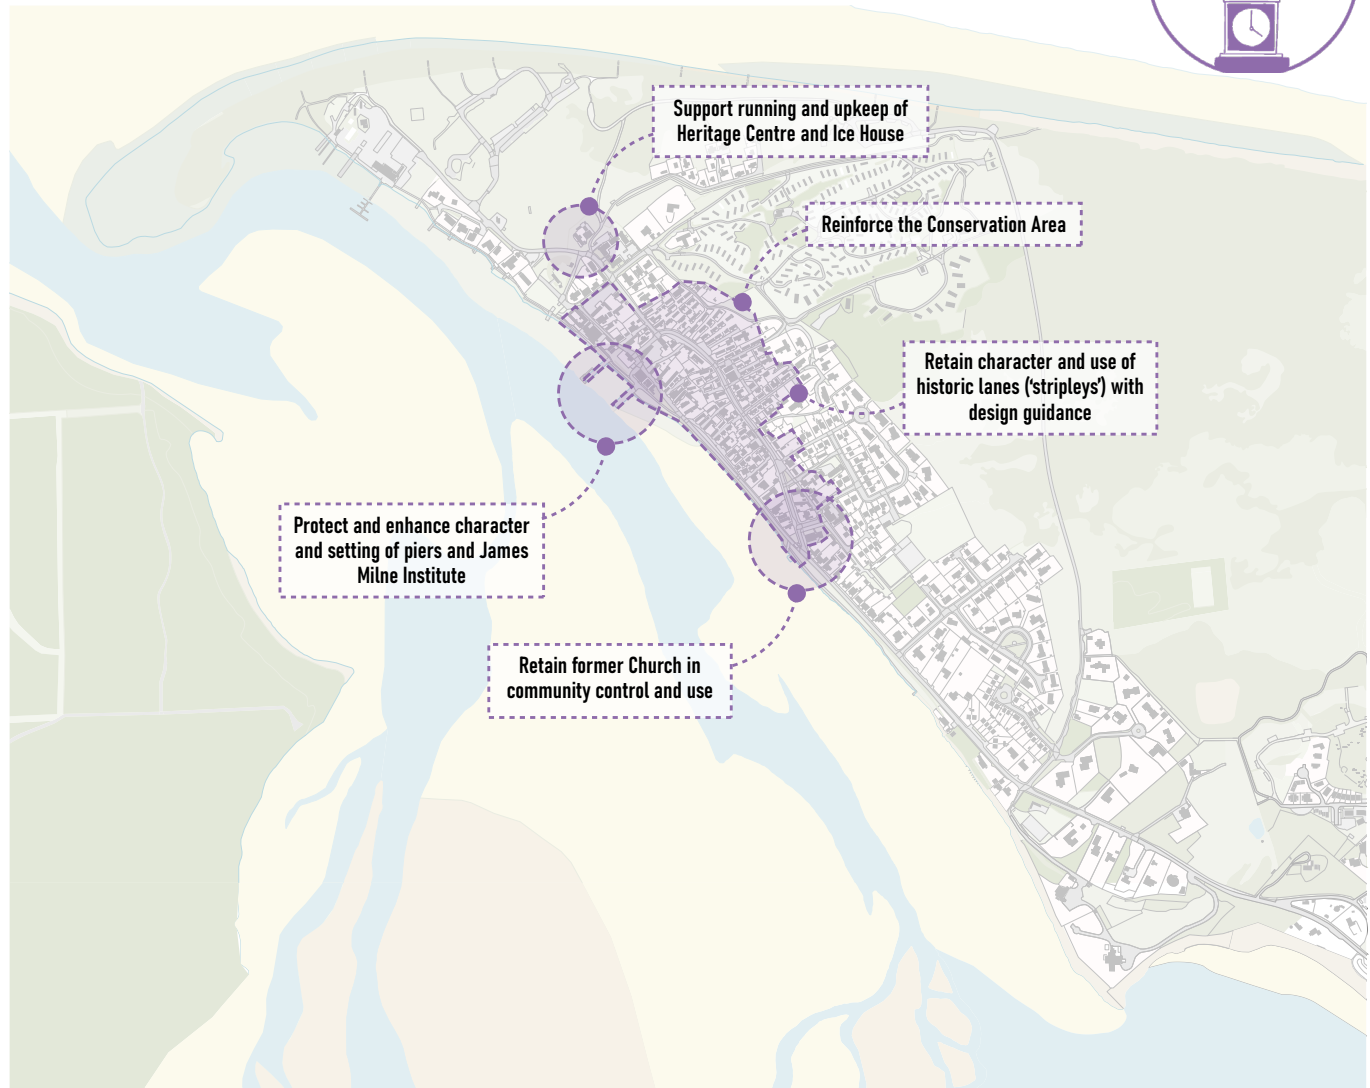 Support running and upkeep of
Heritage Centre and Ice House
Reinforce the Conservation Area
Retain character and use of
historic lanes (‘stripleys’) with
design guidance
Protect and enhance character
and setting of piers and James
Milne Institute
Retain former Church in
community control and use